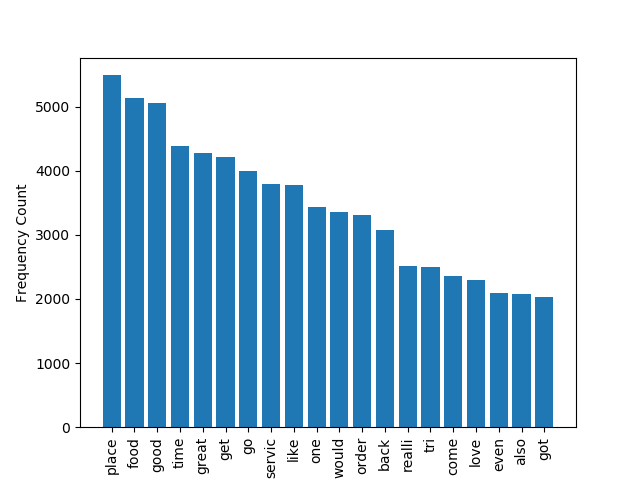 Frequency Count
5000
4000
3000
2000
1000
0
place
food
good
time
great
get
go
servic
like
one
would
order
back
realli
tri
come
love
even
also
got